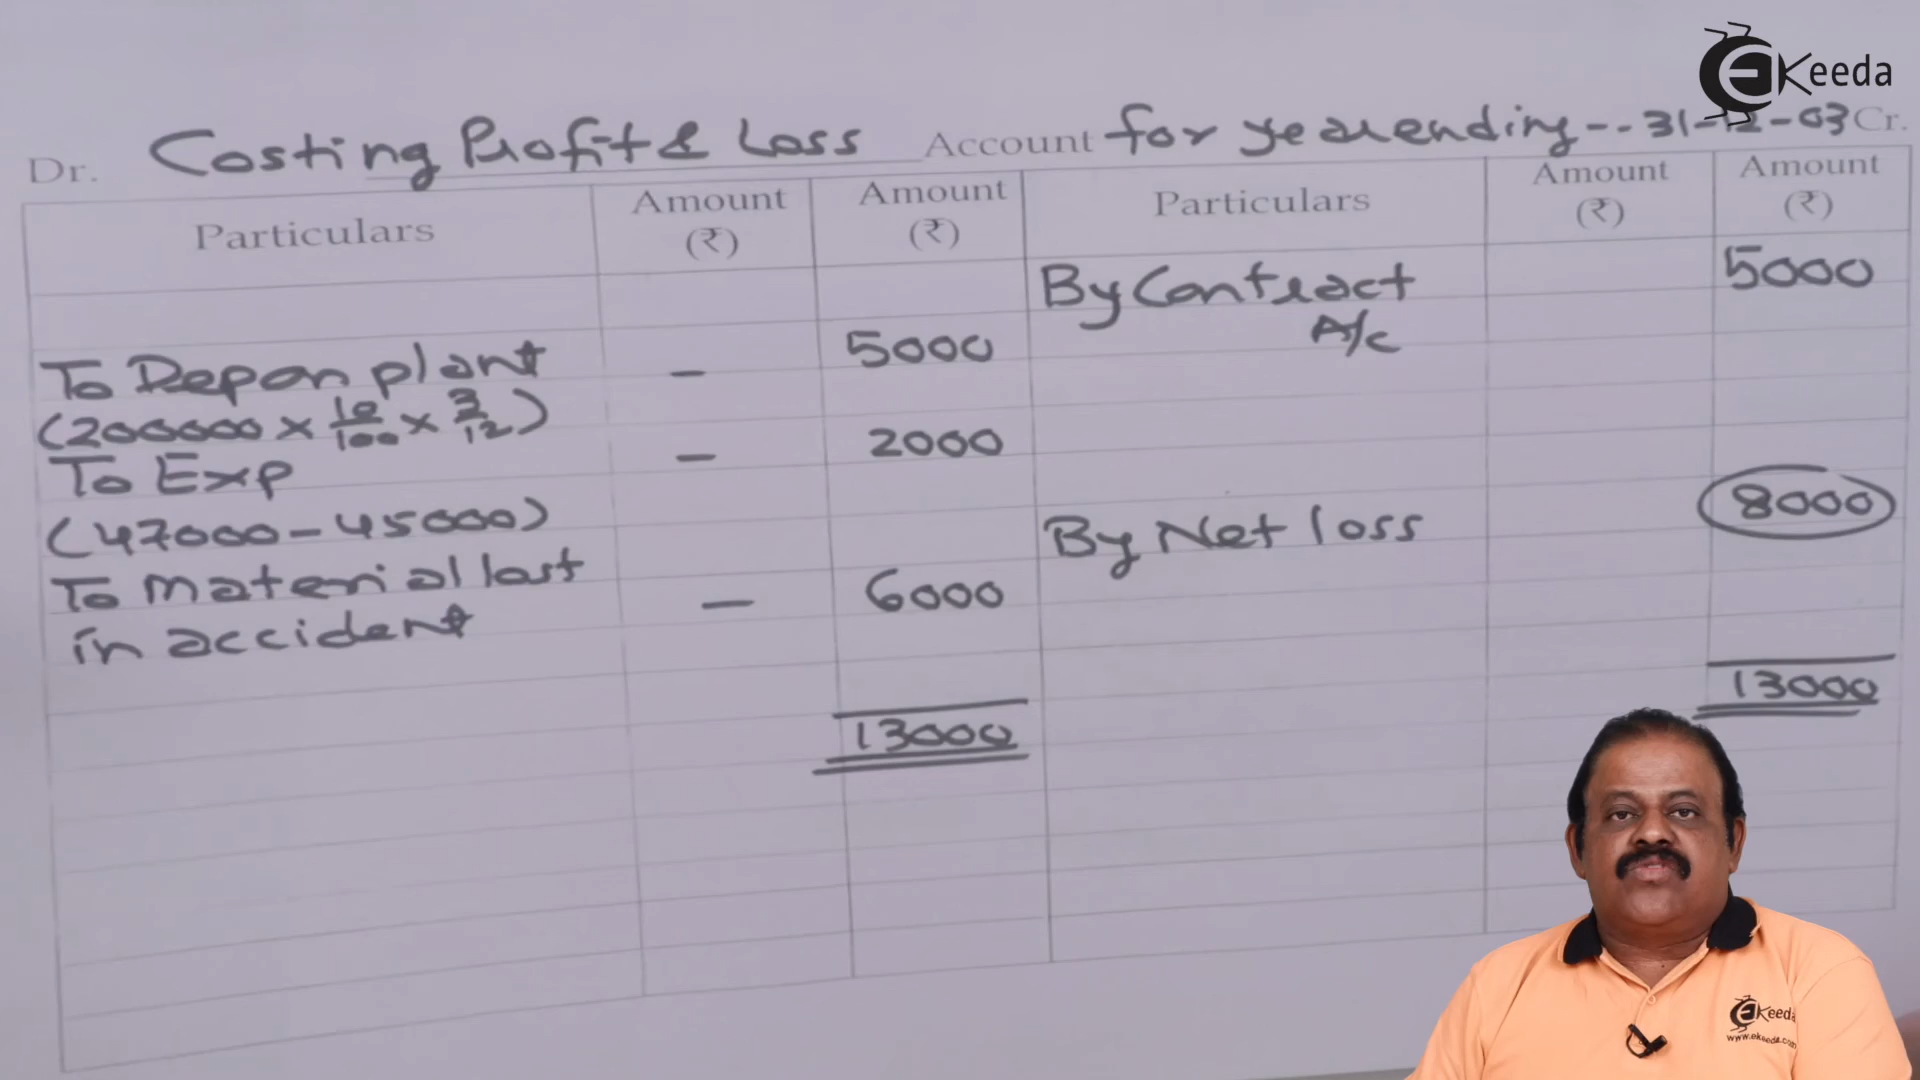 EKeeda
Dr. Costing Profit & Loss Account for year ending -- 31-12-03 Cr.
Particulars Amount (₹) Amount (₹) Particulars Amount (₹) Amount (₹)
By Contract 5000
A/c
To Dep on plant - 5000
(200000 × 10/100 × 3/12)
To Exp - 2000
(47000 - 45000)
By Net loss 8000
To Material lost
in accident - 6000
13000
13000
EKeeda
www.ekeeda.com